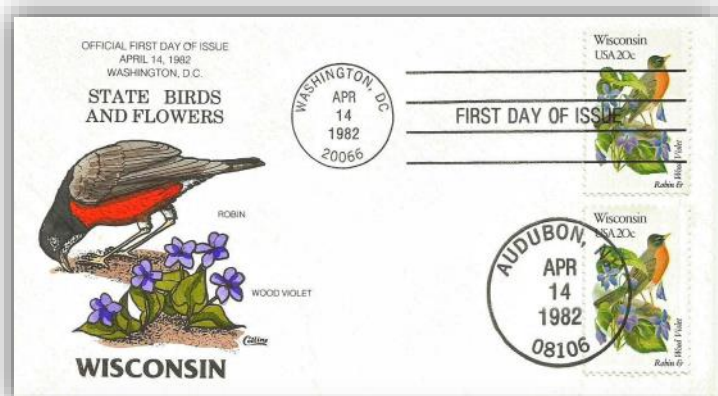 OFFICIAL FIRST DAY OF ISSUE
APRIL 14, 1982
WASHINGTON, D.C.
STATE BIRDS
AND FLOWERS
ROBIN
WOOD VIOLET
Collins
WISCONSIN
WASHINGTON, DC
APR
14
1982
20066
FIRST DAY OF ISSUE
Wisconsin
USA 20c
Robin &
Wood Violet
Wisconsin
USA 20c
Robin &
Wood Violet
AUDUBON,
APR
14
1982
08106